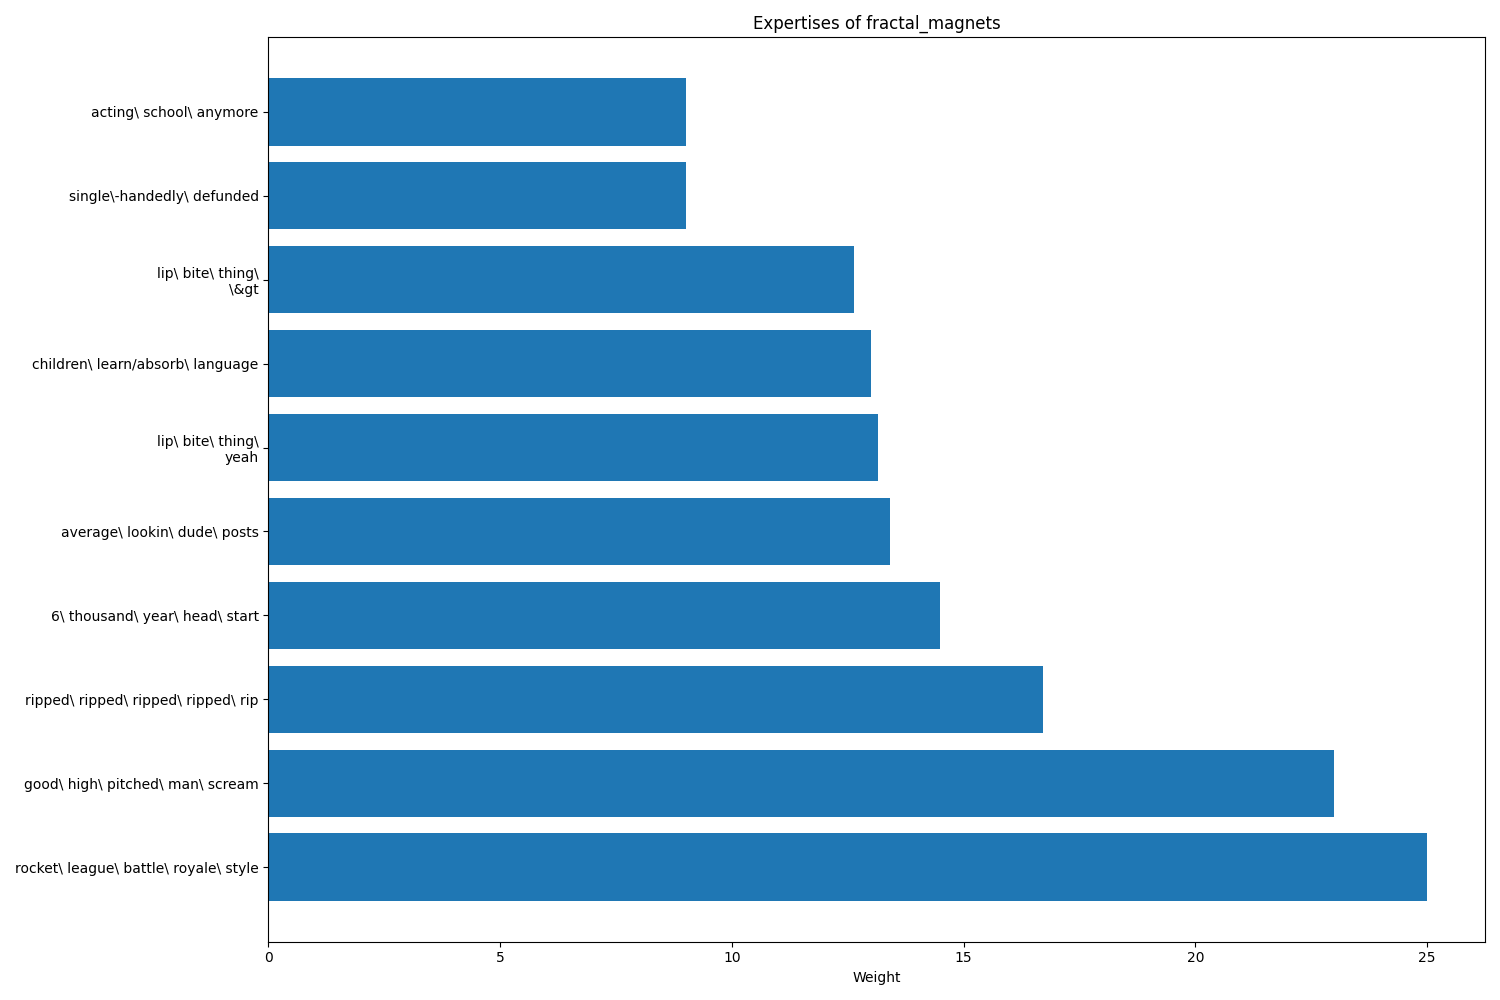 Expertises of fractal_magnets
acting\ school\ anymore
single\-handedly\ defunded
lip\ bite\ thing\
\&gt
children\ learn/absorb\ language
lip\ bite\ thing\
yeah
average\ lookin\ dude\ posts
6\ thousand\ year\ head\ start
ripped\ ripped\ ripped\ ripped\ rip
good\ high\ pitched\ man\ scream
rocket\ league\ battle\ royale\ style
0 5 10 15 20 25
Weight